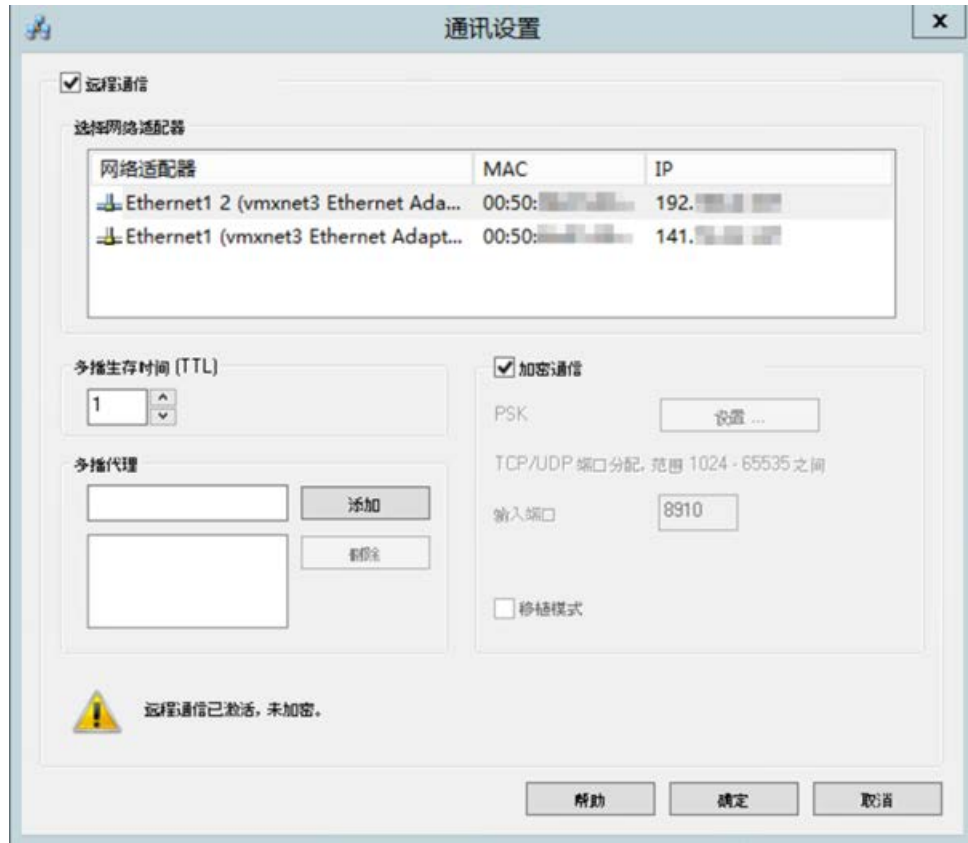 通讯设置
远程通信
选择网络适配器
网络适配器 MAC IP
Ethernet1 2 (vmxnet3 Ethernet Ada... 00:50: 192.
Ethernet1 (vmxnet3 Ethernet Adapt... 00:50: 141.
多播生存时间 (TTL)
1
加密通信
PSK 设置 ...
TCP/UDP 端口分配, 范围 1024 - 65535 之间
输入端口 8910
移植模式
多播代理
添加
删除
远程通信已激活, 未加密。
帮助 确定 取消